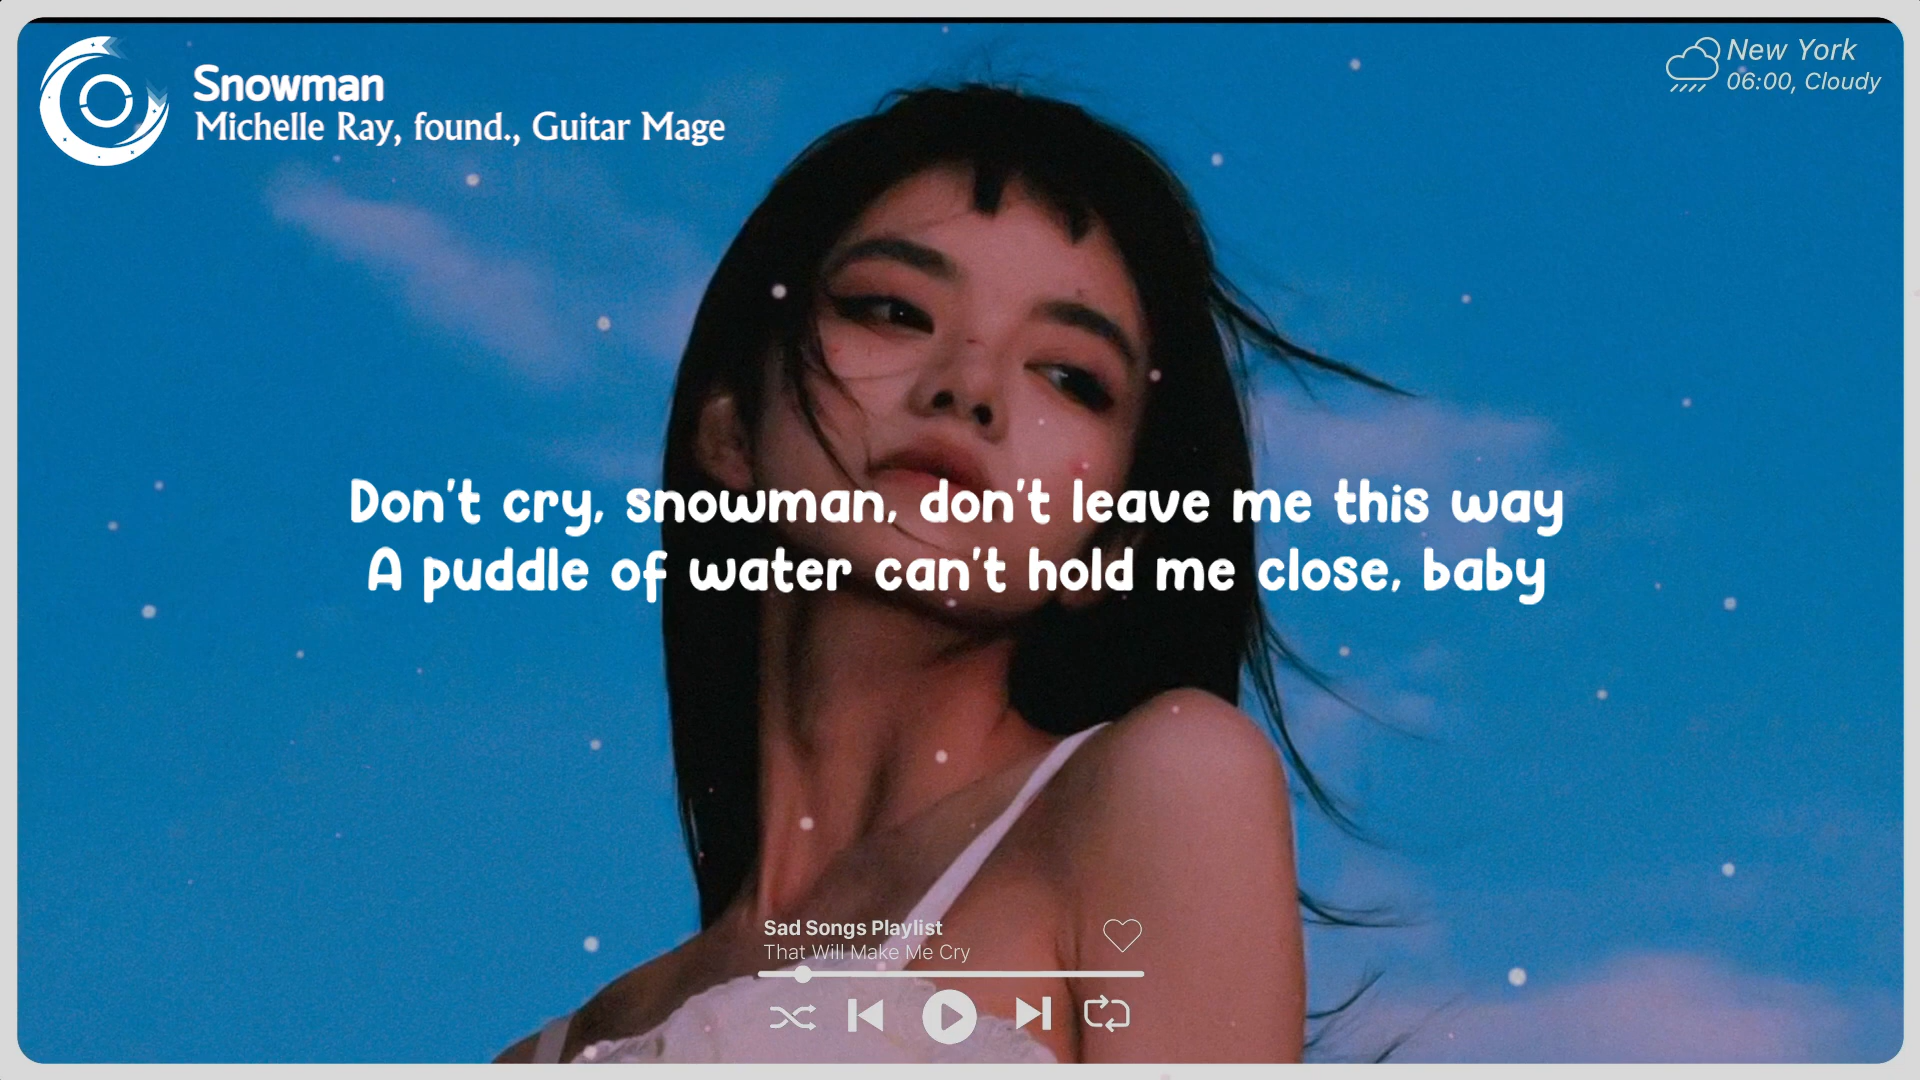 Snowman
Michelle Ray, found., Guitar Mage
New York
06:00, Cloudy
Don't cry, snowman, don't leave me this way
A puddle of water can't hold me close, baby
Sad Songs Playlist
That Will Make Me Cry